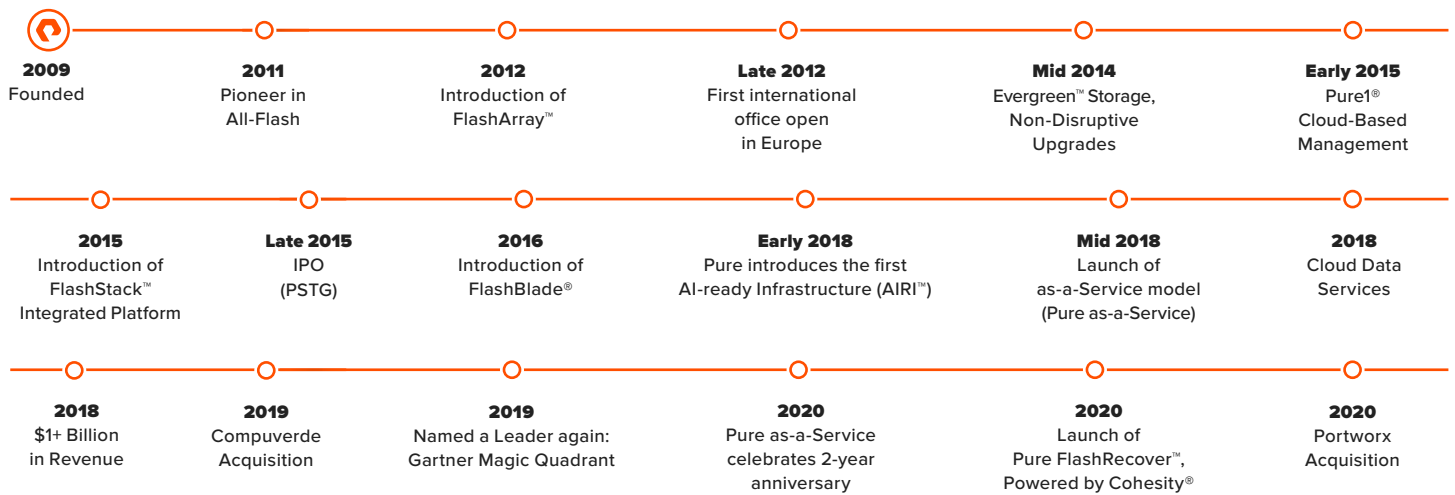 2009
Founded
2011
Pioneer in
All-Flash
2012
Introduction of
FlashArray™
Late 2012
First international
office open
in Europe
Mid 2014
Evergreen™ Storage,
Non-Disruptive
Upgrades
Early 2015
Pure1®
Cloud-Based
Management
2015
Introduction of
FlashStack™
Integrated Platform
Late 2015
IPO
(PSTG)
2016
Introduction of
FlashBlade®
Early 2018
Pure introduces the first
AI-ready Infrastructure (AIRI™)
Mid 2018
Launch of
as-a-Service model
(Pure as-a-Service)
2018
Cloud Data
Services
2018
$1+ Billion
in Revenue
2019
Compuverde
Acquisition
2019
Named a Leader again:
Gartner Magic Quadrant
2020
Pure as-a-Service
celebrates 2-year
anniversary
2020
Launch of
Pure FlashRecover™,
Powered by Cohesity®
2020
Portworx
Acquisition